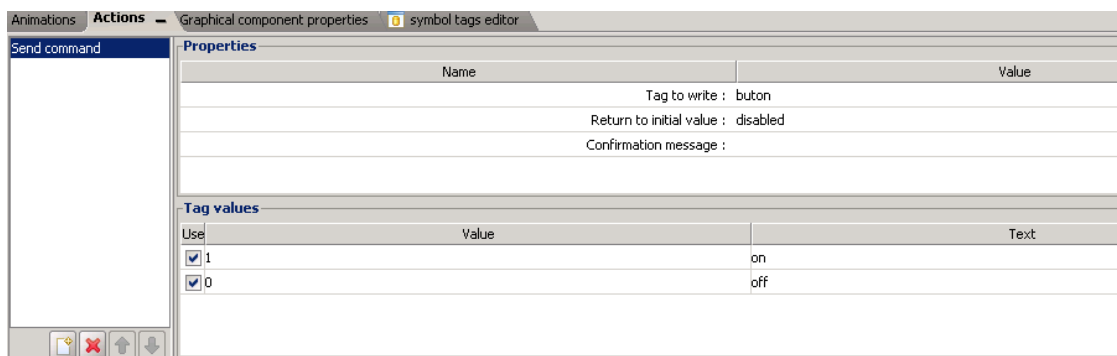 Animations Actions Graphical component properties symbol tags editor
Send command
Properties
Name Value
Tag to write : buton
Return to initial value : disabled
Confirmation message :
Tag values
Use Value Text
1 on
0 off